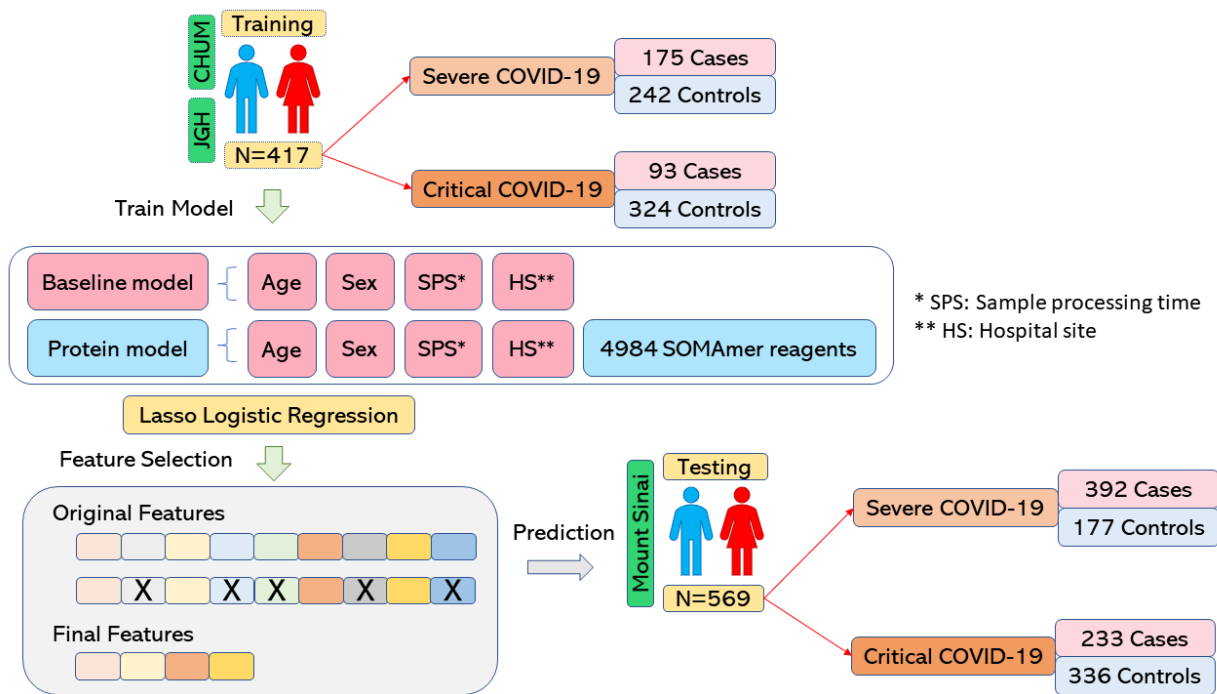 CHUM
JGH
Training
N=417
Severe COVID-19
175 Cases
242 Controls
Critical COVID-19
93 Cases
324 Controls
Train Model
Baseline model
Age
Sex
SPS*
HS**
Protein model
Age
Sex
SPS*
HS**
4984 SOMAmer reagents
* SPS: Sample processing time
** HS: Hospital site
Lasso Logistic Regression
Feature Selection
Original Features
X X X X X
Final Features
Prediction
Mount Sinai
Testing
N=569
Severe COVID-19
392 Cases
177 Controls
Critical COVID-19
233 Cases
336 Controls